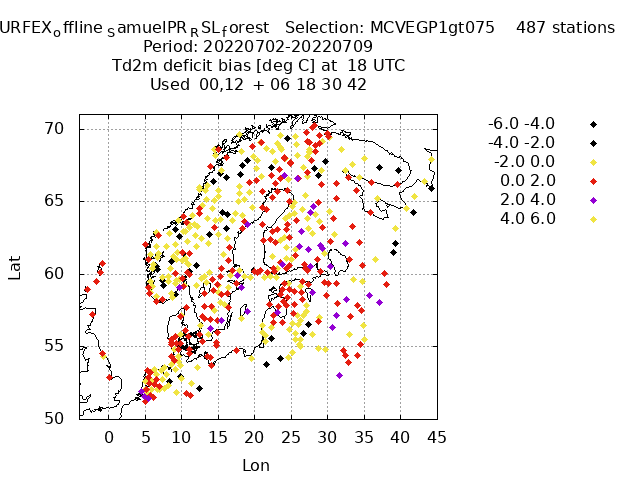 URFEXoffline SamuelPRRSLforest Selection: MCVEGP1gt075 487 stations
Period: 20220702-20220709
Td2m deficit bias [deg C] at 18 UTC
Used 00,12 + 06 18 30 42
-6.0 -4.0
-4.0 -2.0
-2.0 0.0
0.0 2.0
2.0 4.0
4.0 6.0
70
65
60
55
50
Lat
0 5 10 15 20 25 30 35 40 45
Lon